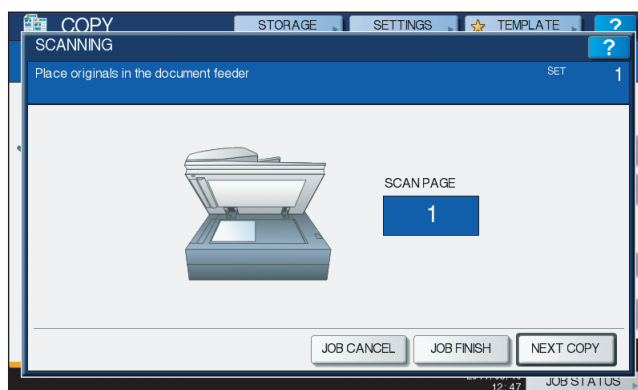 COPY
STORAGE
SETTINGS
TEMPLATE
?
SCANNING
?
Place originals in the document feeder
SET
1
SCAN PAGE
1
JOB CANCEL
JOB FINISH
NEXT COPY
12:47
JOB STATUS